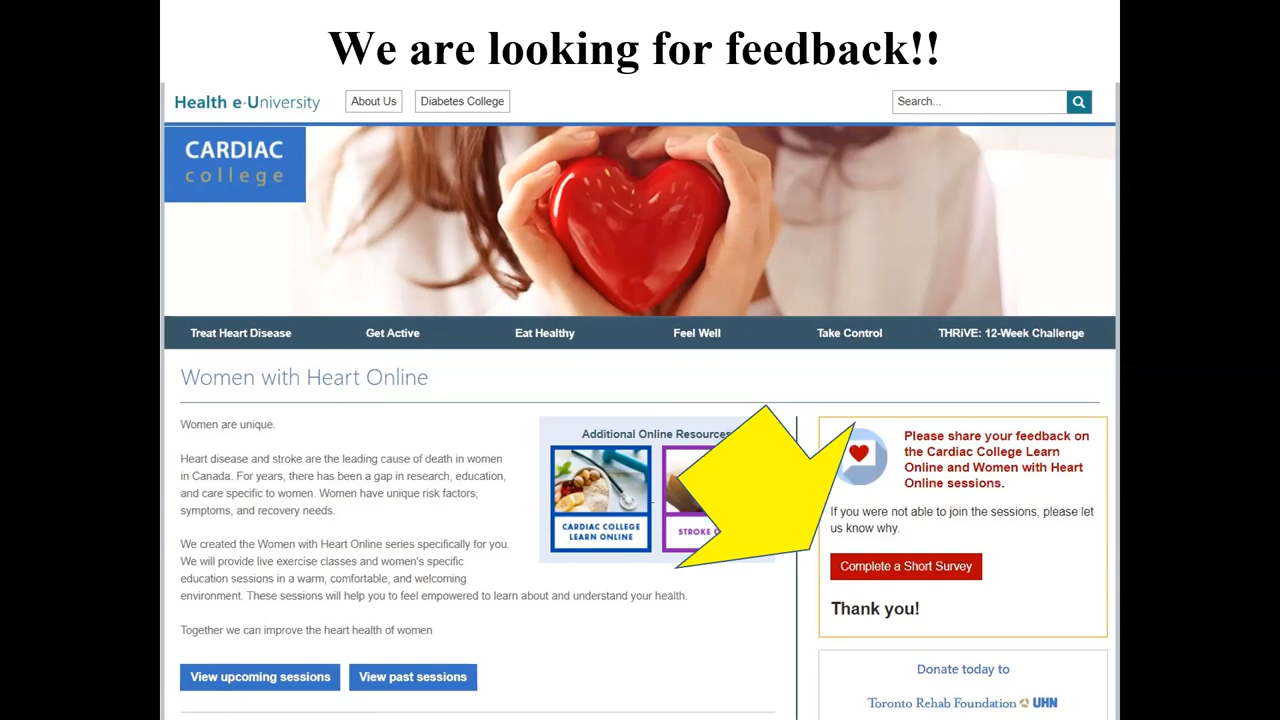 We are looking for feedback!!
Health e·University
About Us
Diabetes College
Search...
CARDIAC
college
Treat Heart Disease
Get Active
Eat Healthy
Feel Well
Take Control
THRiVE: 12-Week Challenge
Women with Heart Online
Women are unique.
Heart disease and stroke are the leading cause of death in women
in Canada. For years, there has been a gap in research, education,
and care specific to women. Women have unique risk factors,
symptoms, and recovery needs.
We created the Women with Heart Online series specifically for you.
We will provide live exercise classes and women's specific
education sessions in a warm, comfortable, and welcoming
environment. These sessions will help you to feel empowered to learn about and understand your health.
Together we can improve the heart health of women
View upcoming sessions
View past sessions
Additional Online Resources
CARDIAC COLLEGE
LEARN ONLINE
STROKE
Please share your feedback on
the Cardiac College Learn
Online and Women with Heart
Online sessions.
If you were not able to join the sessions, please let
us know why.
Complete a Short Survey
Thank you!
Donate today to
Toronto Rehab Foundation UHN